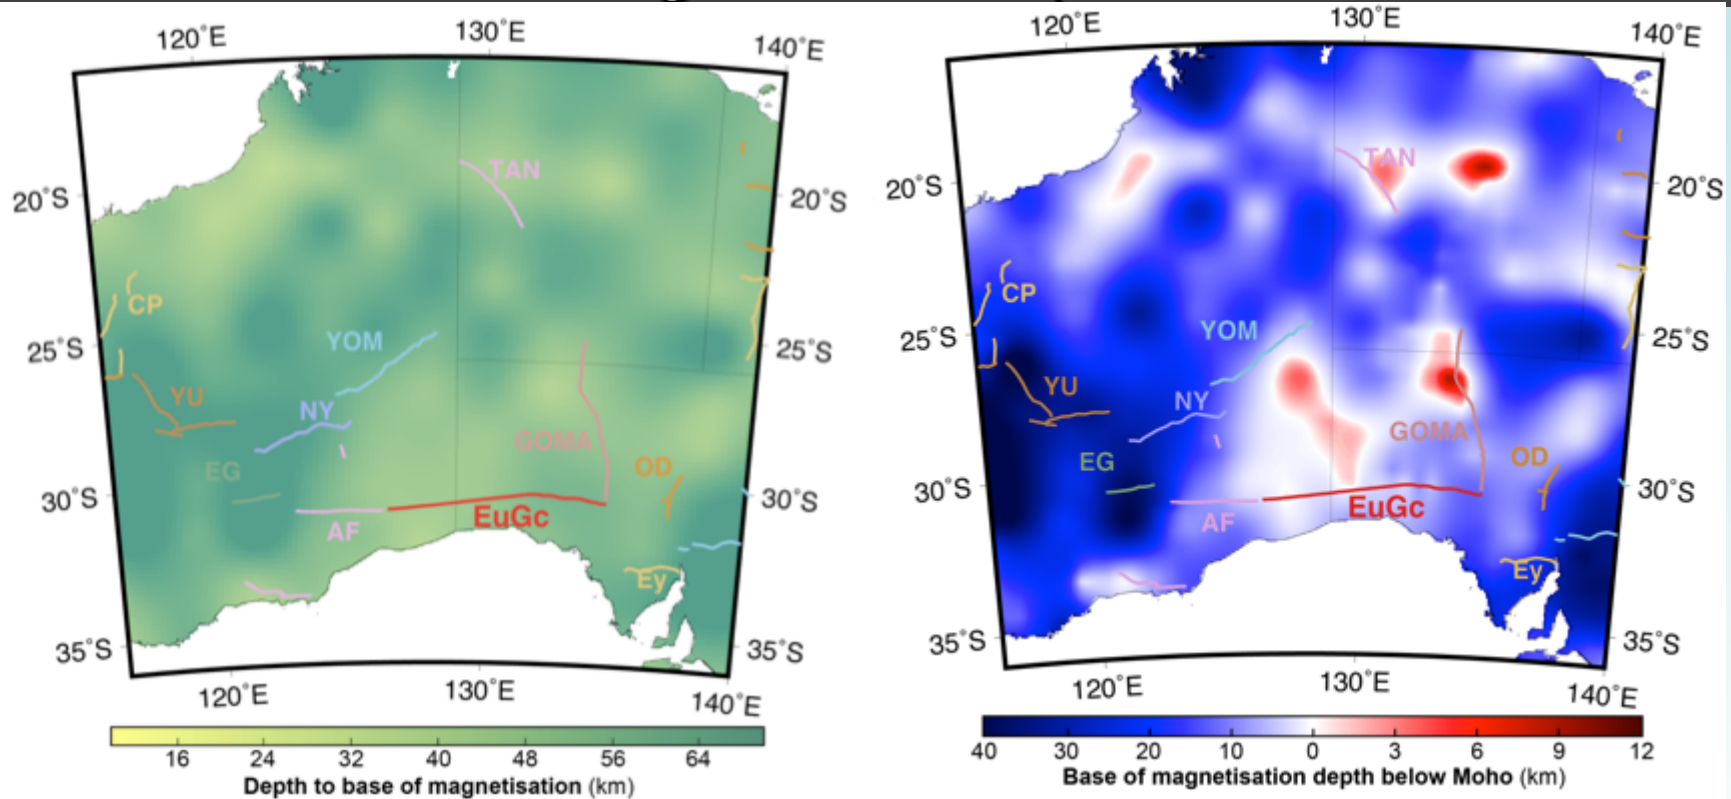 120°E 130°E 140°E
20°S 20°S
25°S 25°S
30°S 30°S
35°S 35°S
120°E 130°E 140°E
TAN
CP
YOM
YU
NY
GOMA
EG
OD
EuGc
AF
Ey
16 24 32 40 48 56 64
Depth to base of magnetisation (km)
120°E 130°E 140°E
20°S 20°S
25°S 25°S
30°S 30°S
35°S 35°S
120°E 130°E 140°E
TAN
CP
YOM
YU
NY
GOMA
EG
OD
EuGc
AF
Ey
40 30 20 10 0 3 6 9 12
Base of magnetisation depth below Moho (km)